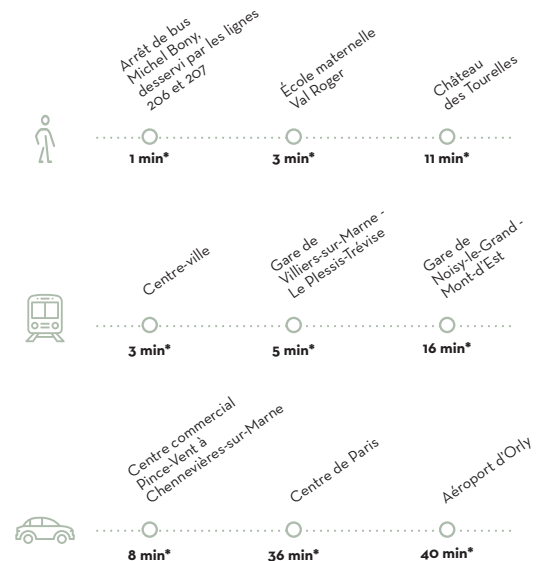 Arrêt de bus
Michel Bony,
desservi par les lignes
206 et 207
École maternelle
Val Roger
Château
des Tourelles
1 min*
3 min*
11 min*
Centre-ville
Gare de
Villiers-sur-Marne -
Le Plessis-Trévise
Gare de
Noisy-le-Grand -
Mont-d'Est
3 min*
5 min*
16 min*
Centre commercial
Pince-Vent à
Chennevières-sur-Marne
Centre de Paris
Aéroport d'Orly
8 min*
36 min*
40 min*